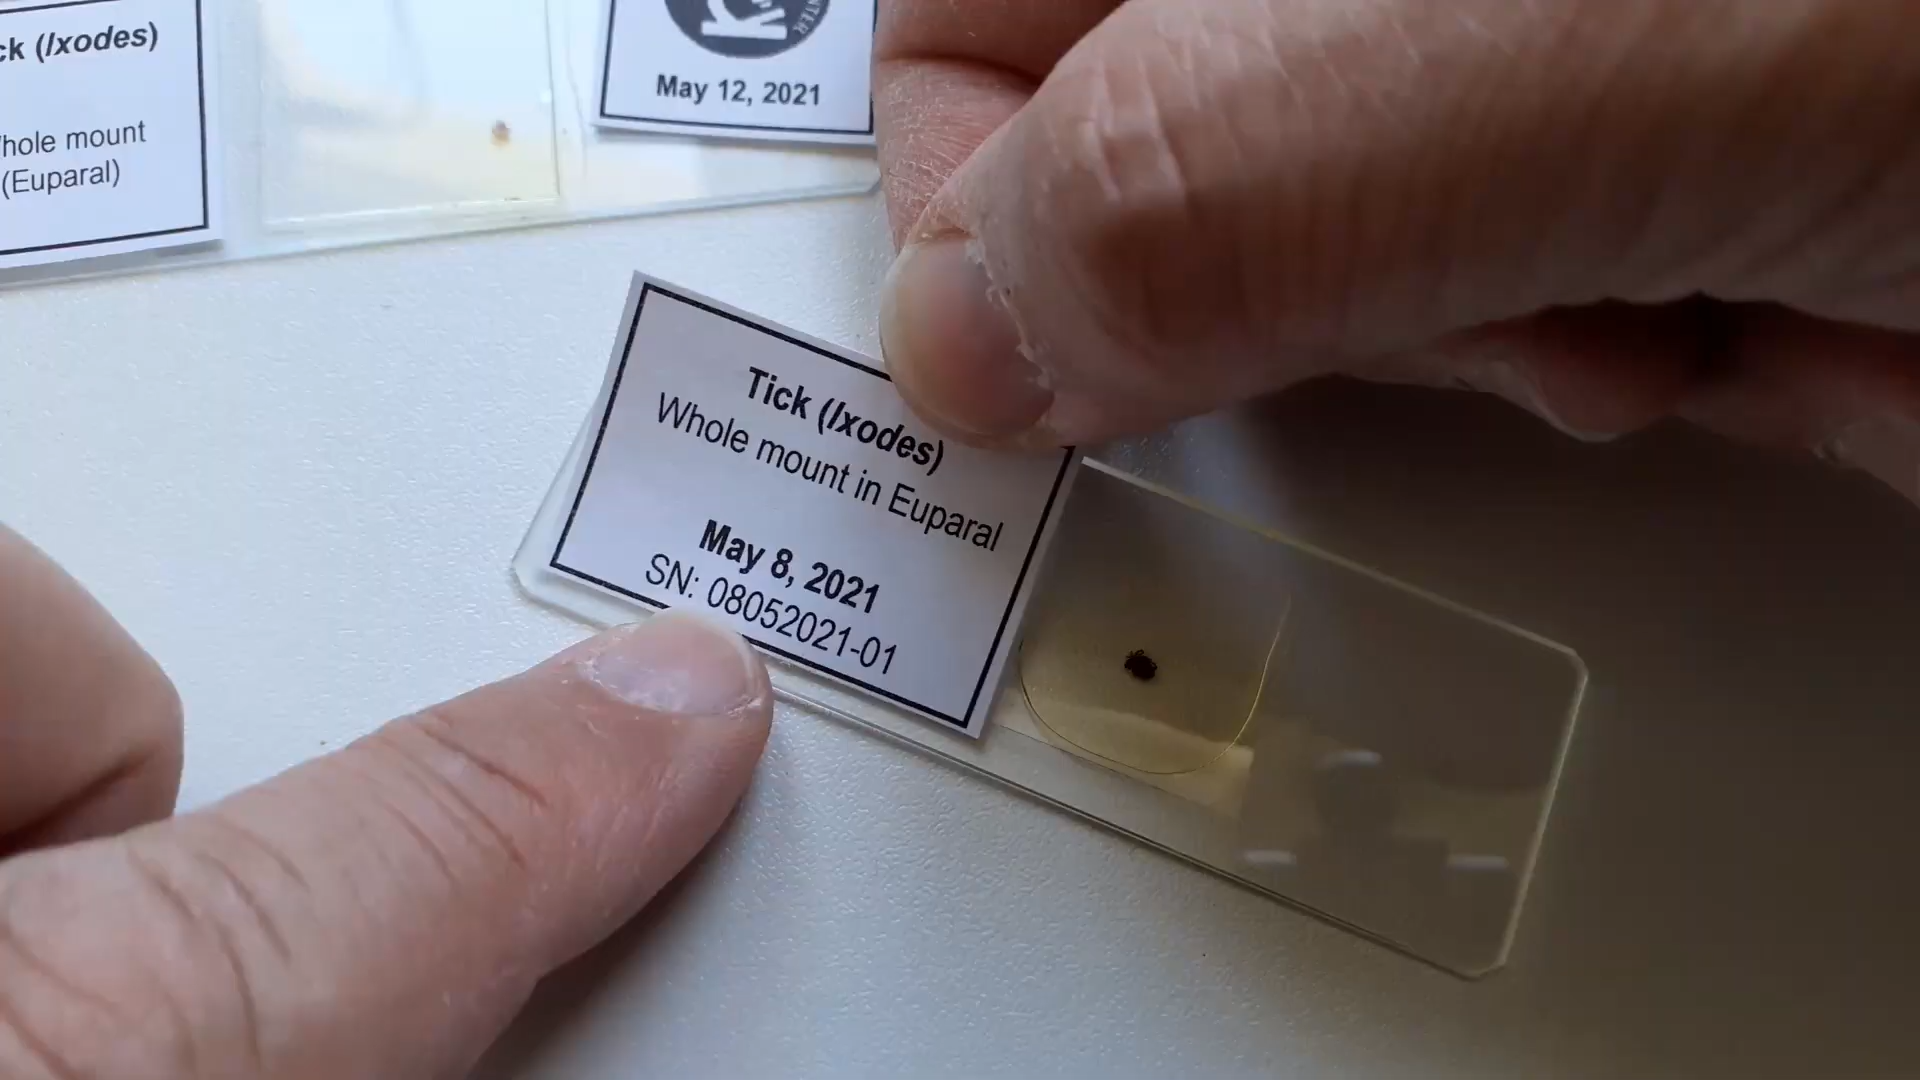 ck (Ixodes)
hole mount
(Euparal)
NTER
May 12, 2021
Tick (Ixodes)
Whole mount in Euparal
May 8, 2021
SN: 08052021-01